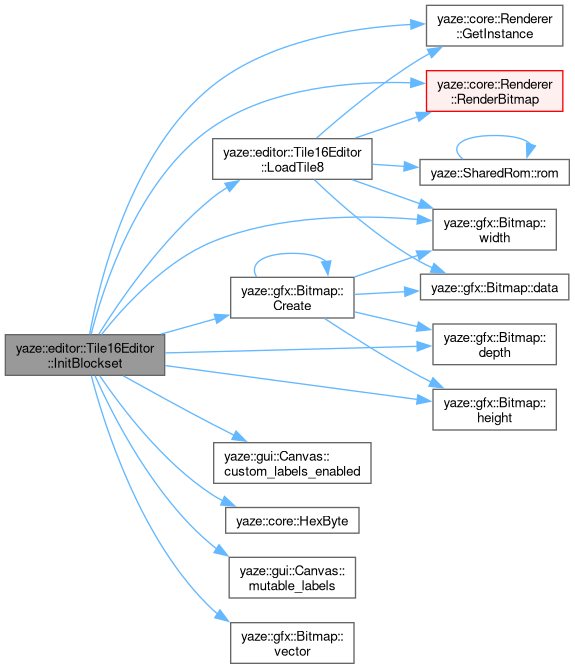 yaze::core::Renderer
::GetInstance
yaze::core::Renderer
::RenderBitmap
yaze::editor::Tile16Editor
::LoadTile8
yaze::SharedRom::rom
yaze::gfx::Bitmap::
width
yaze::gfx::Bitmap::
Create
yaze::gfx::Bitmap::data
yaze::editor::Tile16Editor
::InitBlockset
yaze::gfx::Bitmap::
depth
yaze::gfx::Bitmap::
height
yaze::gui::Canvas::
custom_labels_enabled
yaze::core::HexByte
yaze::gui::Canvas::
mutable_labels
yaze::gfx::Bitmap::
vector